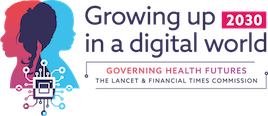 Growing up 2030
in a digital world
GOVERNING HEALTH FUTURES
THE LANCET & FINANCIAL TIMES COMMISSION